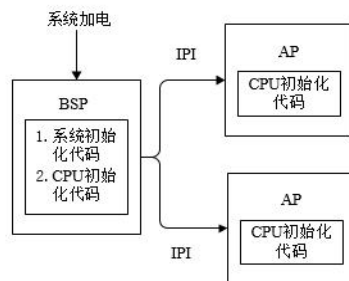 系统加电
IPI
AP
CPU初始化
代码
BSP
1. 系统初始
化代码
2. CPU初始
化代码
AP
CPU初始化
代码
IPI